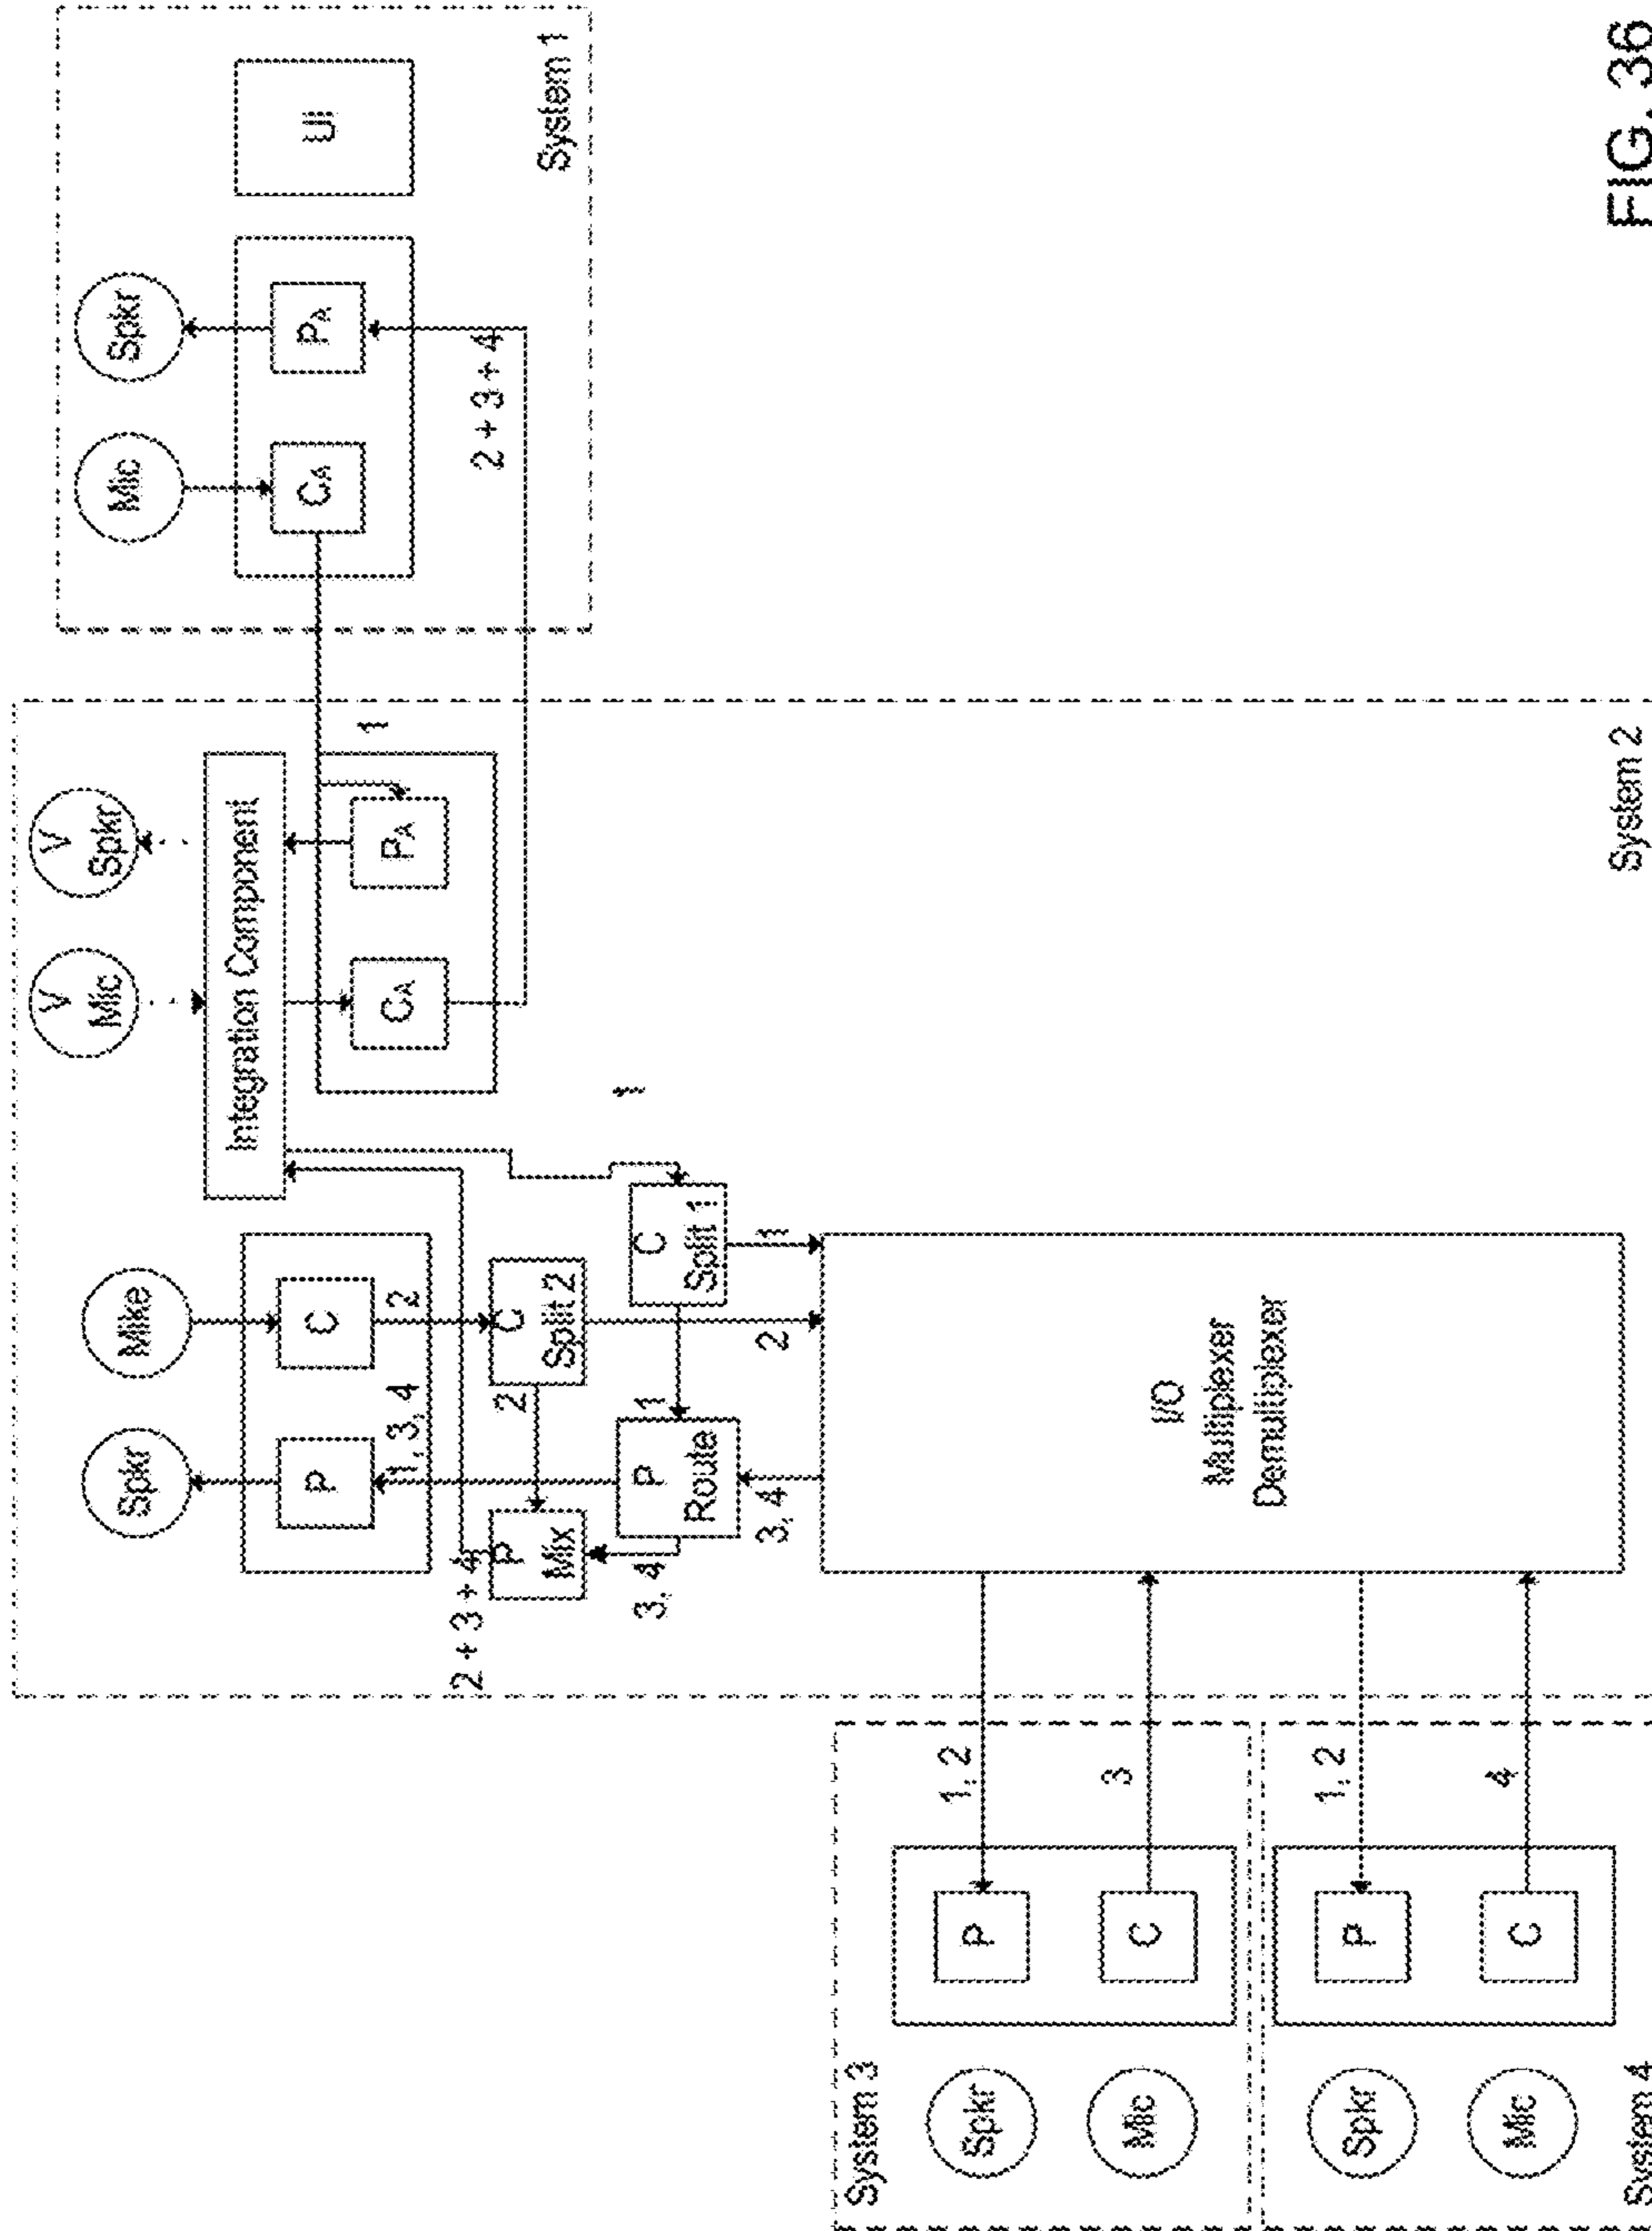 Spkr
Mike
V
Mic
V
Spkr
Mic
Spkr
P
C
Integration Component
CA
PA
UI
1, 3, 4
2
CA
PA
1
2 + 3 + 4
System 1
2 + 3 + 4
P
Mix
2
C
Split 2
3, 4
P
Route
1
C
Split 1
1
3, 4
2
1
System 3
Spkr
P
1, 2
Mic
C
3
I/O
Multiplexer
Demultiplexer
Spkr
P
1, 2
Mic
C
4
System 4
System 2
FIG. 36